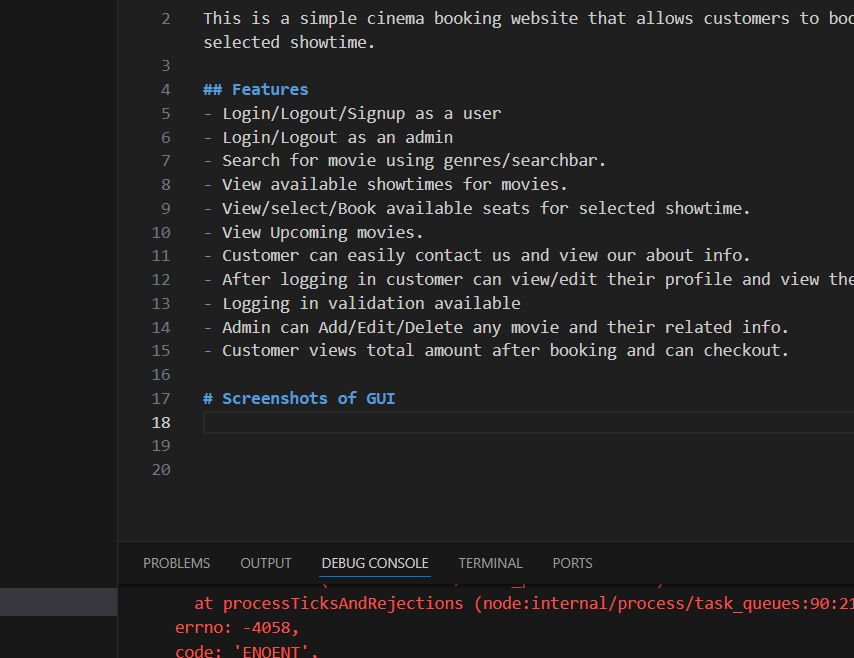 2 This is a simple cinema booking website that allows customers to
selected showtime.
3
4 ## Features
5 - Login/Logout/Signup as a user
6 - Login/Logout as an admin
7 - Search for movie using genres/searchbar.
8 - View available showtimes for movies.
9 - View/select/Book available seats for selected showtime.
10 - View Upcoming movies.
11 - Customer can easily contact us and view our about info.
12 - After logging in customer can view/edit their profile and view
13 - Logging in validation available
14 - Admin can Add/Edit/Delete any movie and their related info.
15 - Customer views total amount after booking and can checkout.
16
17 # Screenshots of GUI
18
19
20
PROBLEMS OUTPUT DEBUG CONSOLE TERMINAL PORTS
at processTicksAndRejections (node:internal/process/task_queues:90:21
errno: -4058,
code: 'ENOENT',